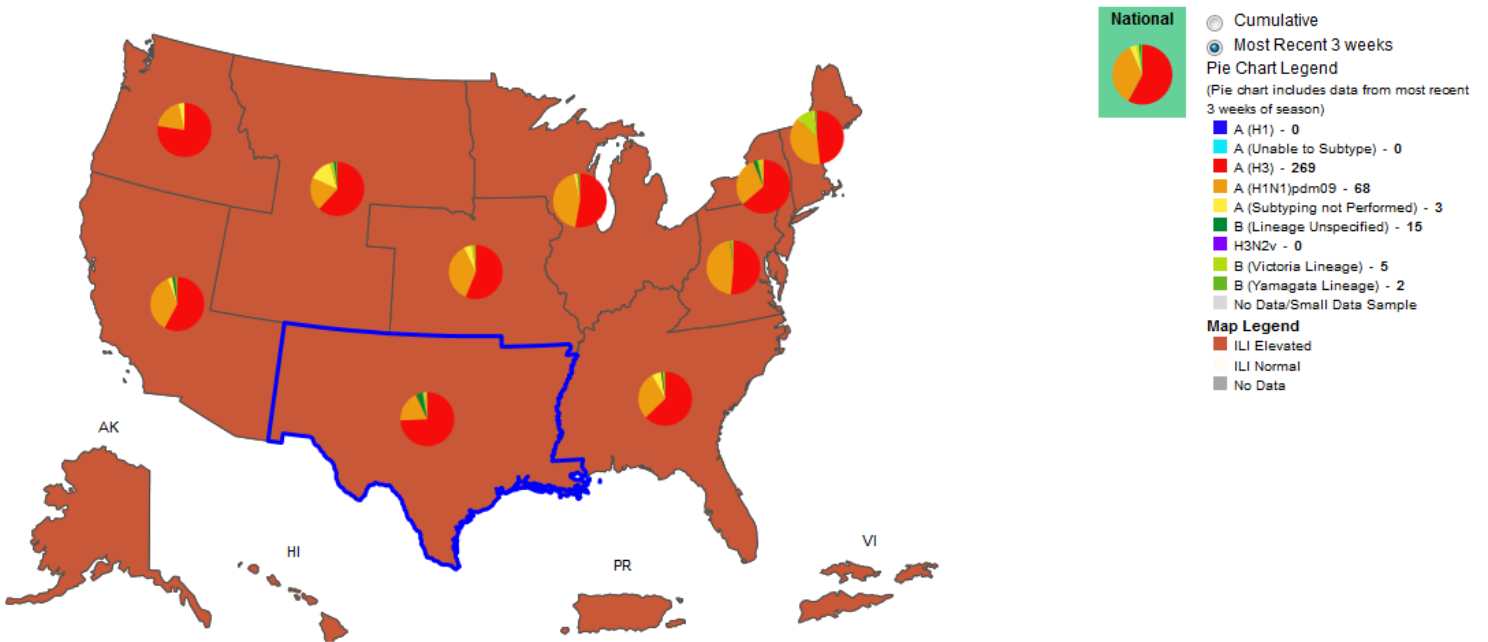 National
Cumulative
Most Recent 3 weeks
Pie Chart Legend
(Pie chart includes data from most recent
3 weeks of season)
A (H1) - 0
A (Unable to Subtype) - 0
A (H3) - 269
A (H1N1)pdm09 - 68
A (Subtyping not Performed) - 3
B (Lineage Unspecified) - 15
H3N2v - 0
B (Victoria Lineage) - 5
B (Yamagata Lineage) - 2
No Data/Small Data Sample
Map Legend
ILI Elevated
ILI Normal
No Data
AK
HI
PR
VI